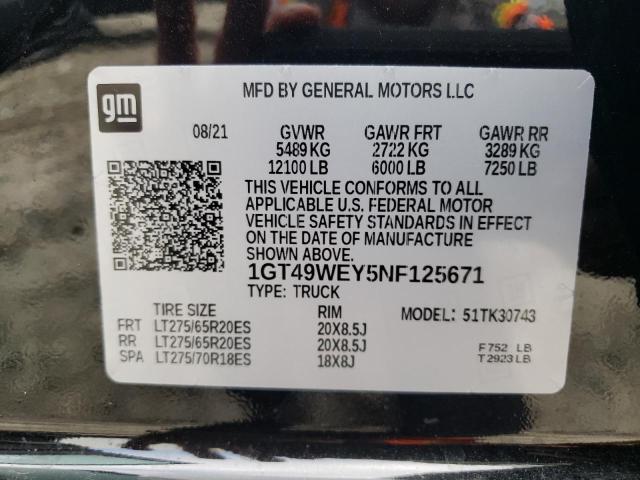 gm
MFD BY GENERAL MOTORS LLC
08/21 GVWR GAWR FRT GAWR RR
5489 KG 2722 KG 3289 KG
12100 LB 6000 LB 7250 LB
THIS VEHICLE CONFORMS TO ALL
APPLICABLE U.S. FEDERAL MOTOR
VEHICLE SAFETY STANDARDS IN EFFECT
ON THE DATE OF MANUFACTURE
SHOWN ABOVE.
1GT49WEY5NF125671
TYPE: TRUCK
TIRE SIZE RIM MODEL: 51TK30743
FRT LT275/65R20ES 20X8.5J
RR LT275/65R20ES 20X8.5J F752 LB
SPA LT275/70R18ES 18X8J T2923LB